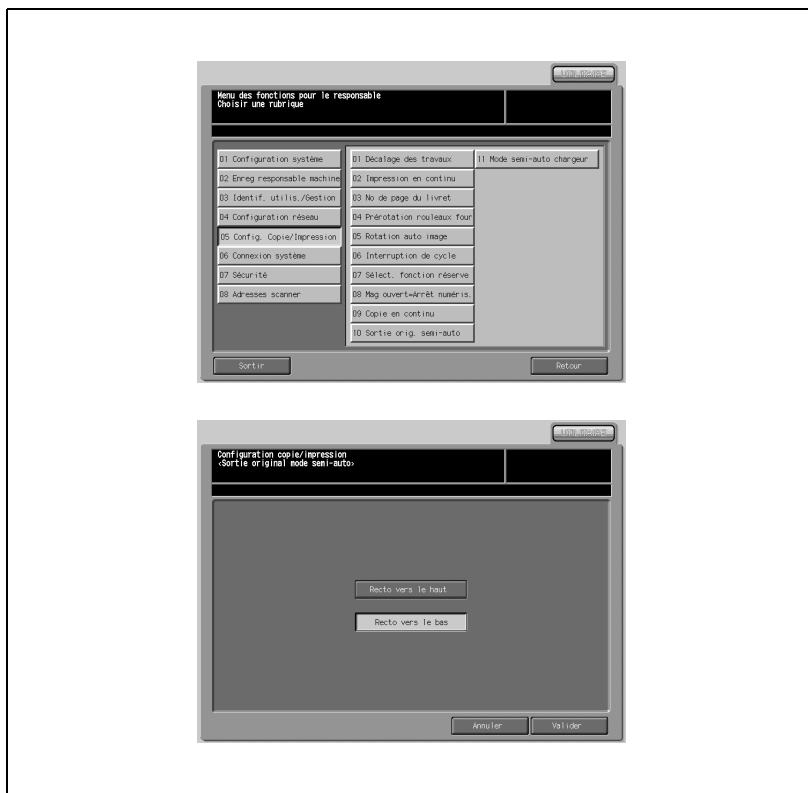 UTILITAIRE
Menu des fonctions pour le responsable
Choisir une rubrique
01 Configuration système
02 Enreg responsable machine
03 Identif. utilis./Gestion
04 Configuration réseau
05 Config. Copie/Impression
06 Connexion système
07 Sécurité
08 Adresses scanner
01 Décalage des travaux
02 Impression en continu
03 No de page du livret
04 Prérotation rouleaux four
05 Rotation auto image
06 Interruption de cycle
07 Sélect. fonction réserve
08 Mag ouvert=Arrêt numéris.
09 Copie en continu
10 Sortie orig. semi-auto
11 Mode semi-auto chargeur
Sortir
Retour
UTILITAIRE
Configuration copie/impression
<Sortie original mode semi-auto>
Recto vers le haut
Recto vers le bas
Annuler
Valider